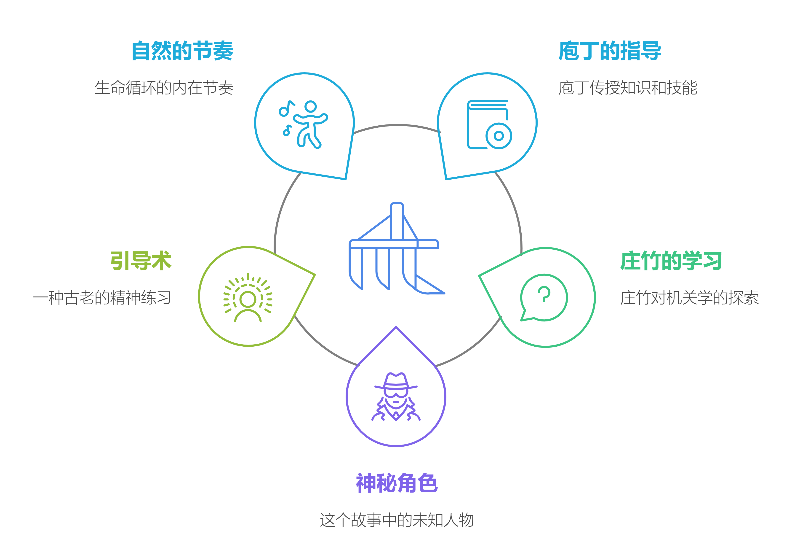 自然的节奏
生命循环的内在节奏
庖丁的指导
庖丁传授知识和技能
引导术
一种古老的精神练习
庄竹的学习
庄竹对机关学的探索
神秘角色
这个故事中的未知人物